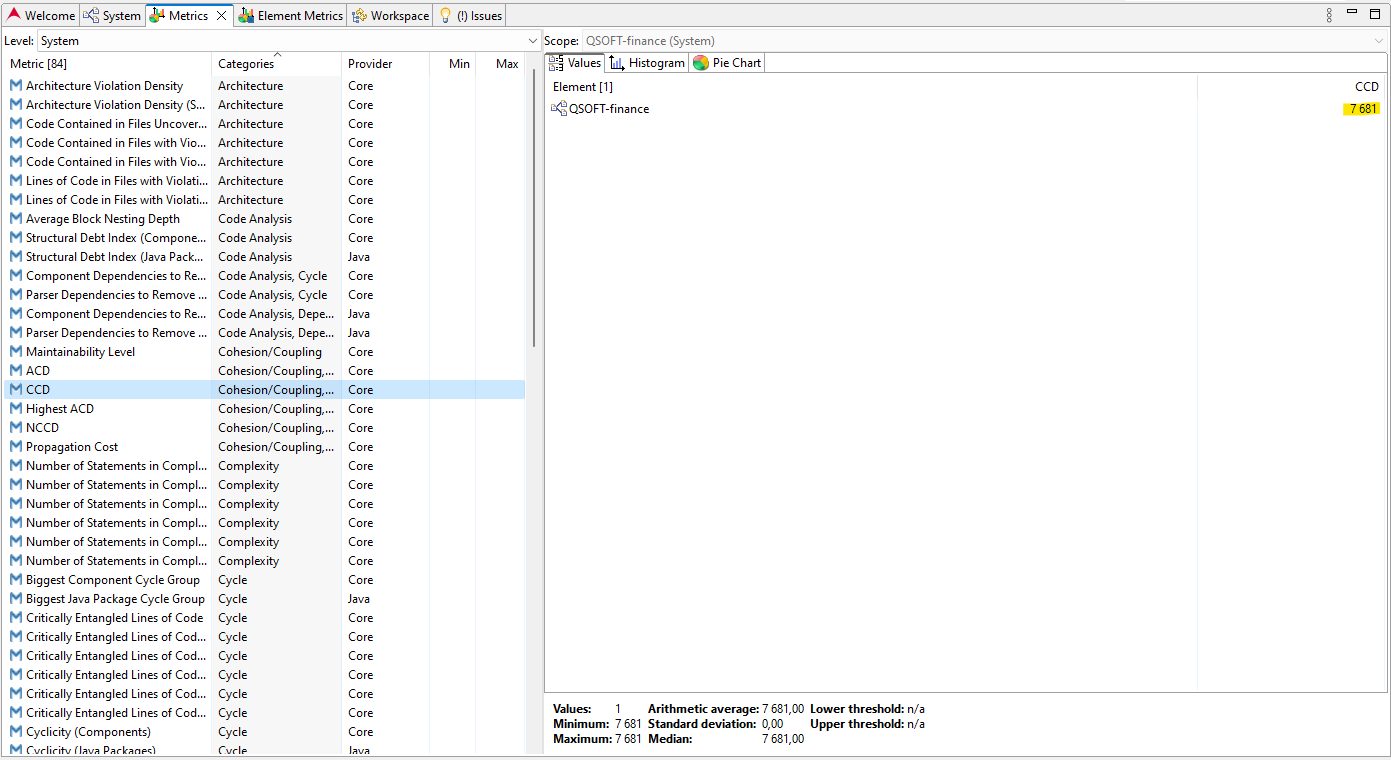 Welcome System Metrics Element Metrics Workspace (!) Issues
Level: System
Metric [84] Categories Provider Min Max
Architecture Violation Density Architecture Core
Architecture Violation Density (S... Architecture Core
Code Contained in Files Uncover... Architecture Core
Code Contained in Files with Vio... Architecture Core
Code Contained in Files with Vio... Architecture Core
Lines of Code in Files with Violati... Architecture Core
Lines of Code in Files with Violati... Architecture Core
Average Block Nesting Depth Code Analysis Core
Structural Debt Index (Compone... Code Analysis Core
Structural Debt Index (Java Pack... Code Analysis Java
Component Dependencies to Re... Code Analysis, Cycle Core
Parser Dependencies to Remove ... Code Analysis, Cycle Core
Component Dependencies to Re... Code Analysis, Depe... Java
Parser Dependencies to Remove ... Code Analysis, Depe... Java
Maintainability Level Cohesion/Coupling Core
ACD Cohesion/Coupling,... Core
CCD Cohesion/Coupling,... Core
Highest ACD Cohesion/Coupling,... Core
NCCD Cohesion/Coupling,... Core
Propagation Cost Cohesion/Coupling,... Core
Number of Statements in Compl... Complexity Core
Number of Statements in Compl... Complexity Core
Number of Statements in Compl... Complexity Core
Number of Statements in Compl... Complexity Core
Number of Statements in Compl... Complexity Core
Number of Statements in Compl... Complexity Core
Biggest Component Cycle Group Cycle Core
Biggest Java Package Cycle Group Cycle Java
Critically Entangled Lines of Code Cycle Core
Critically Entangled Lines of Cod... Cycle Core
Critically Entangled Lines of Cod... Cycle Core
Critically Entangled Lines of Cod... Cycle Core
Critically Entangled Lines of Cod... Cycle Core
Critically Entangled Lines of Cod... Cycle Core
Cyclicity (Components) Cycle Core
Cyclicity (Java Packages) Cycle Java
Scope: QSOFT-finance (System)
Values Histogram Pie Chart
Element [1] CCD
QSOFT-finance 7 681
Values: 1 Arithmetic average: 7 681,00 Lower threshold: n/a
Minimum: 7 681 Standard deviation: 0,00 Upper threshold: n/a
Maximum: 7 681 Median: 7 681,00